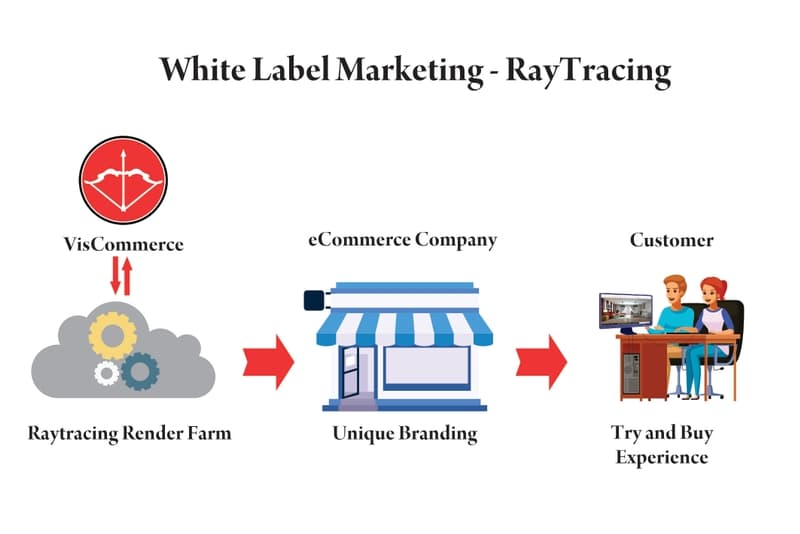 White Label Marketing - RayTracing
VisCommerce
eCommerce Company
Customer
Raytracing Render Farm
Unique Branding
Try and Buy
Experience